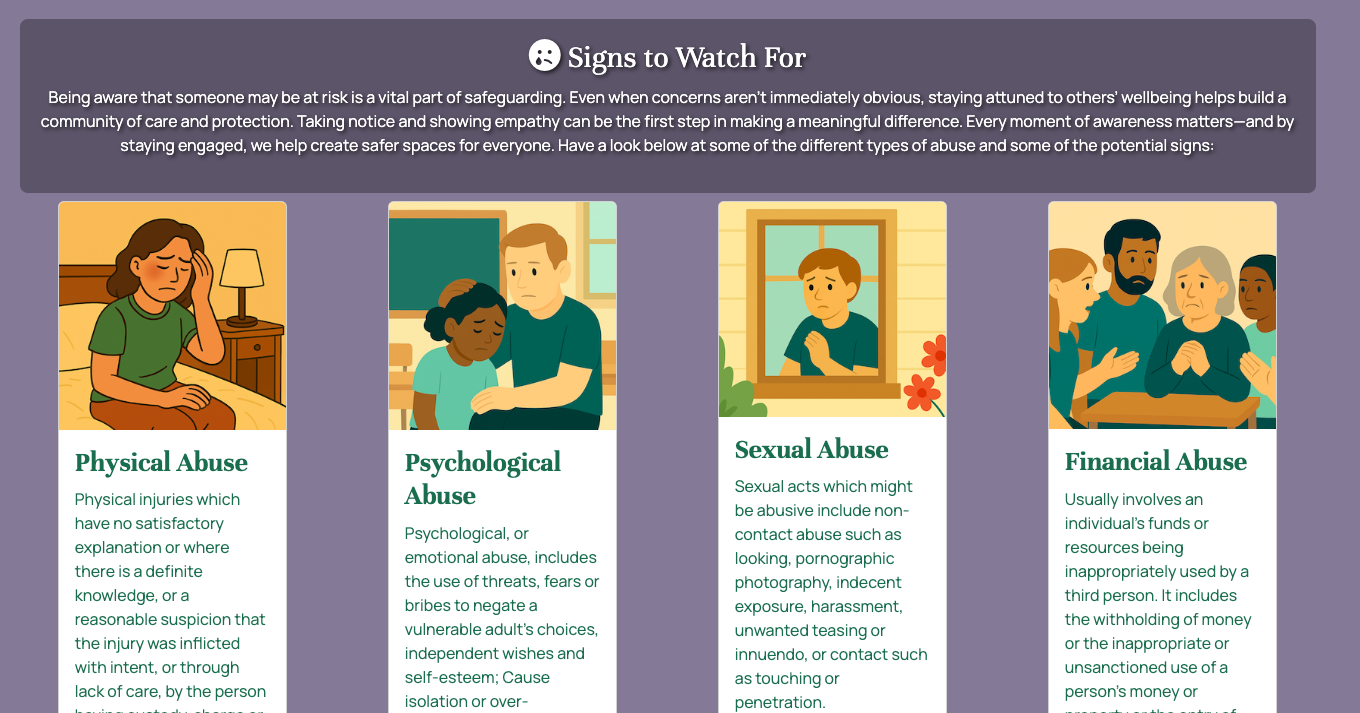 Signs to Watch For
Being aware that someone may be at risk is a vital part of safeguarding. Even when concerns aren't immediately obvious, staying attuned to others' wellbeing helps build a
community of care and protection. Taking notice and showing empathy can be the first step in making a meaningful difference. Every moment of awareness matters—and by
staying engaged, we help create safer spaces for everyone. Have a look below at some of the different types of abuse and some of the potential signs:
Physical Abuse
Physical injuries which
have no satisfactory
explanation or where
there is a definite
knowledge, or a
reasonable suspicion that
the injury was inflicted
with intent, or through
lack of care, by the person
having custody, charge or
Psychological
Abuse
Psychological, or
emotional abuse, includes
the use of threats, fears or
bribes to negate a
vulnerable adult's choices,
independent wishes and
self-esteem; Cause
isolation or over-
Sexual Abuse
Sexual acts which might
be abusive include non-
contact abuse such as
looking, pornographic
photography, indecent
exposure, harassment,
unwanted teasing or
innuendo, or contact such
as touching or
penetration.
Financial Abuse
Usually involves an
individual's funds or
resources being
inappropriately used by a
third person. It includes
the withholding of money
or the inappropriate or
unsanctioned use of a
person's money or
property or the entry of